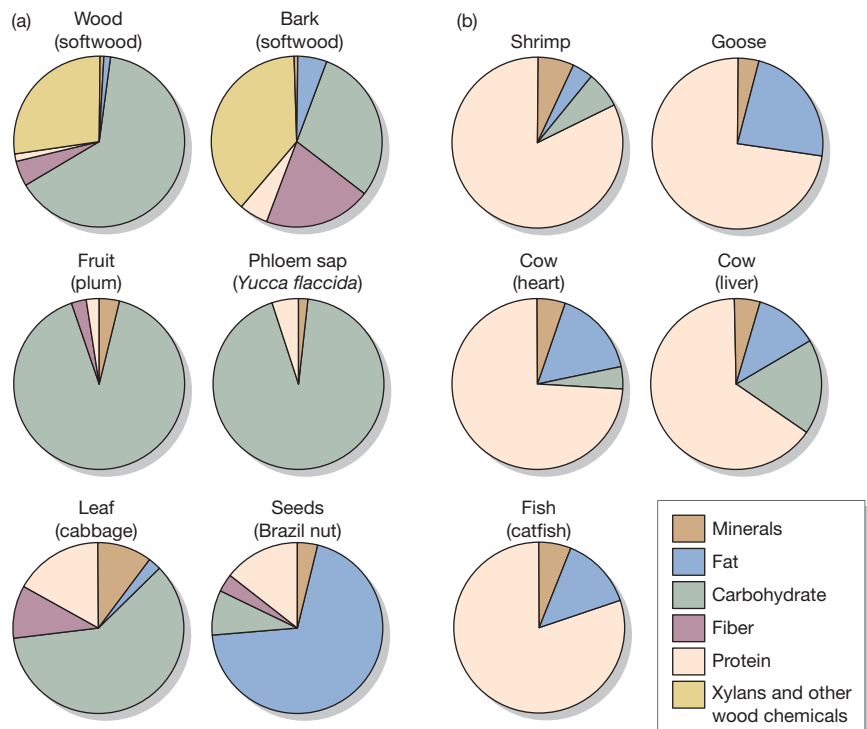 (a)
Wood
(softwood)
Bark
(softwood)
Fruit
(plum)
Phloem sap
(Yucca flaccida)
Leaf
(cabbage)
Seeds
(Brazil nut)
(b)
Shrimp
Goose
Cow
(heart)
Cow
(liver)
Fish
(catfish)
Minerals
Fat
Carbohydrate
Fiber
Protein
Xylans and other
wood chemicals